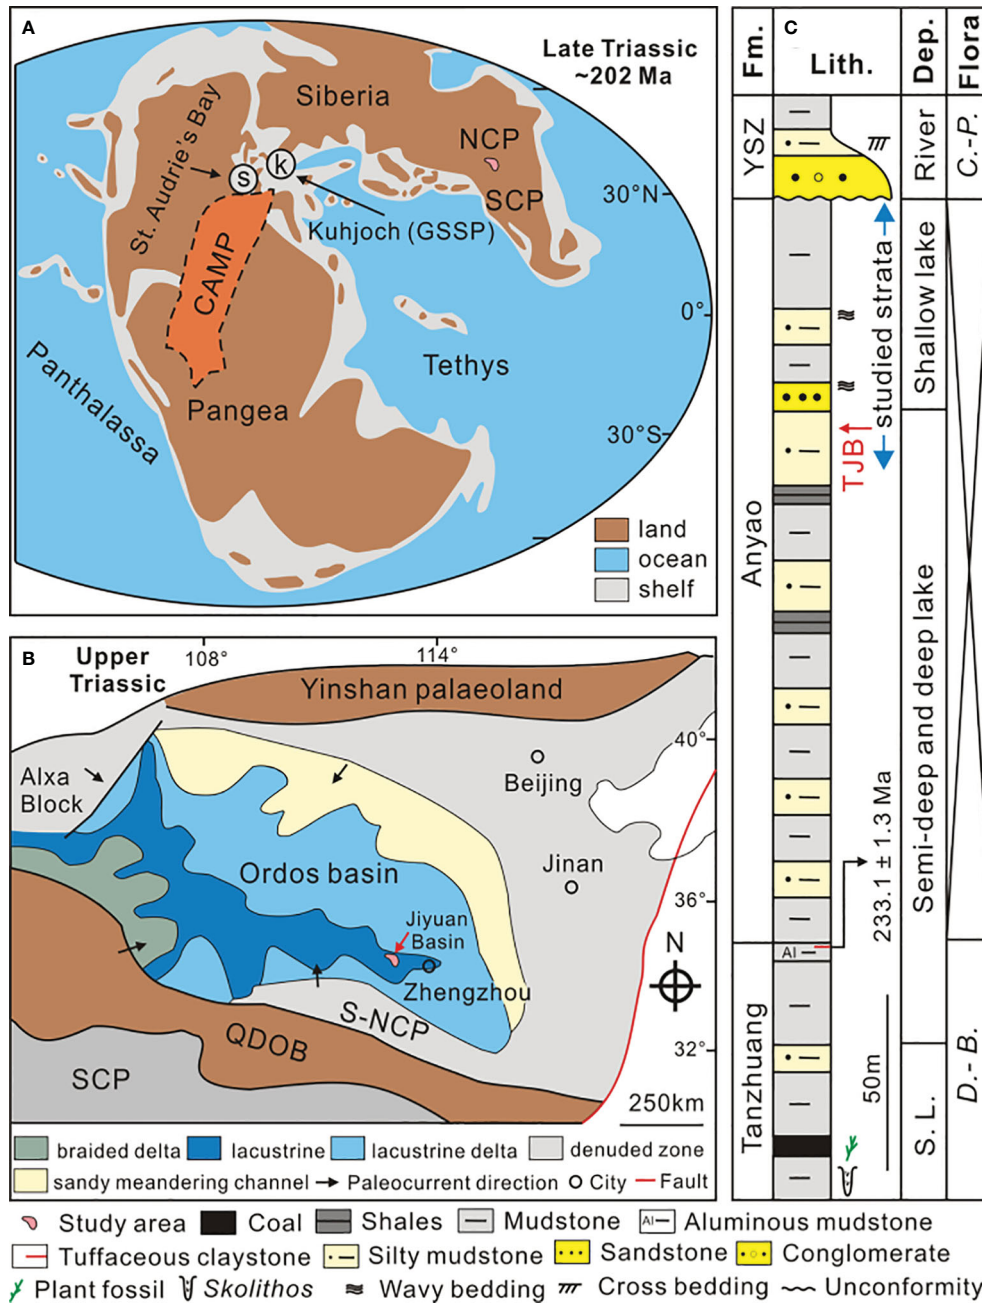 A
Late Triassic
~202 Ma
Siberia
NCP
SCP
St. Audrie's Bay
s
k
30°N
Kuhjoch (GSSP)
CAMP
0°
Tethys
Panthalassa
Pangea
30°S
land
ocean
shelf
B
Upper
Triassic
108°
114°
Yinshan palaeoland
40°
Alxa
Block
Beijing
Jinan
Ordos basin
36°
Jiyuan
Basin
N
Zhengzhou
S-NCP
QDOB
32°
SCP
250km
braided delta
lacustrine
lacustrine delta
denuded zone
sandy meandering channel
Paleocurrent direction
City
Fault
C
Fm.
Lith.
Dep.
Flora
YSZ
River
C.-P.
Anyao
studied strata
TJB
Shallow lake
Semi-deep and deep lake
233.1 ± 1.3 Ma
Al
Tanzhuang
50m
S. L.
D.- B.
Study area
Coal
Shales
Mudstone
Al
Aluminous mudstone
Tuffaceous claystone
Silty mudstone
Sandstone
Conglomerate
Plant fossil
Skolithos
Wavy bedding
Cross bedding
Unconformity